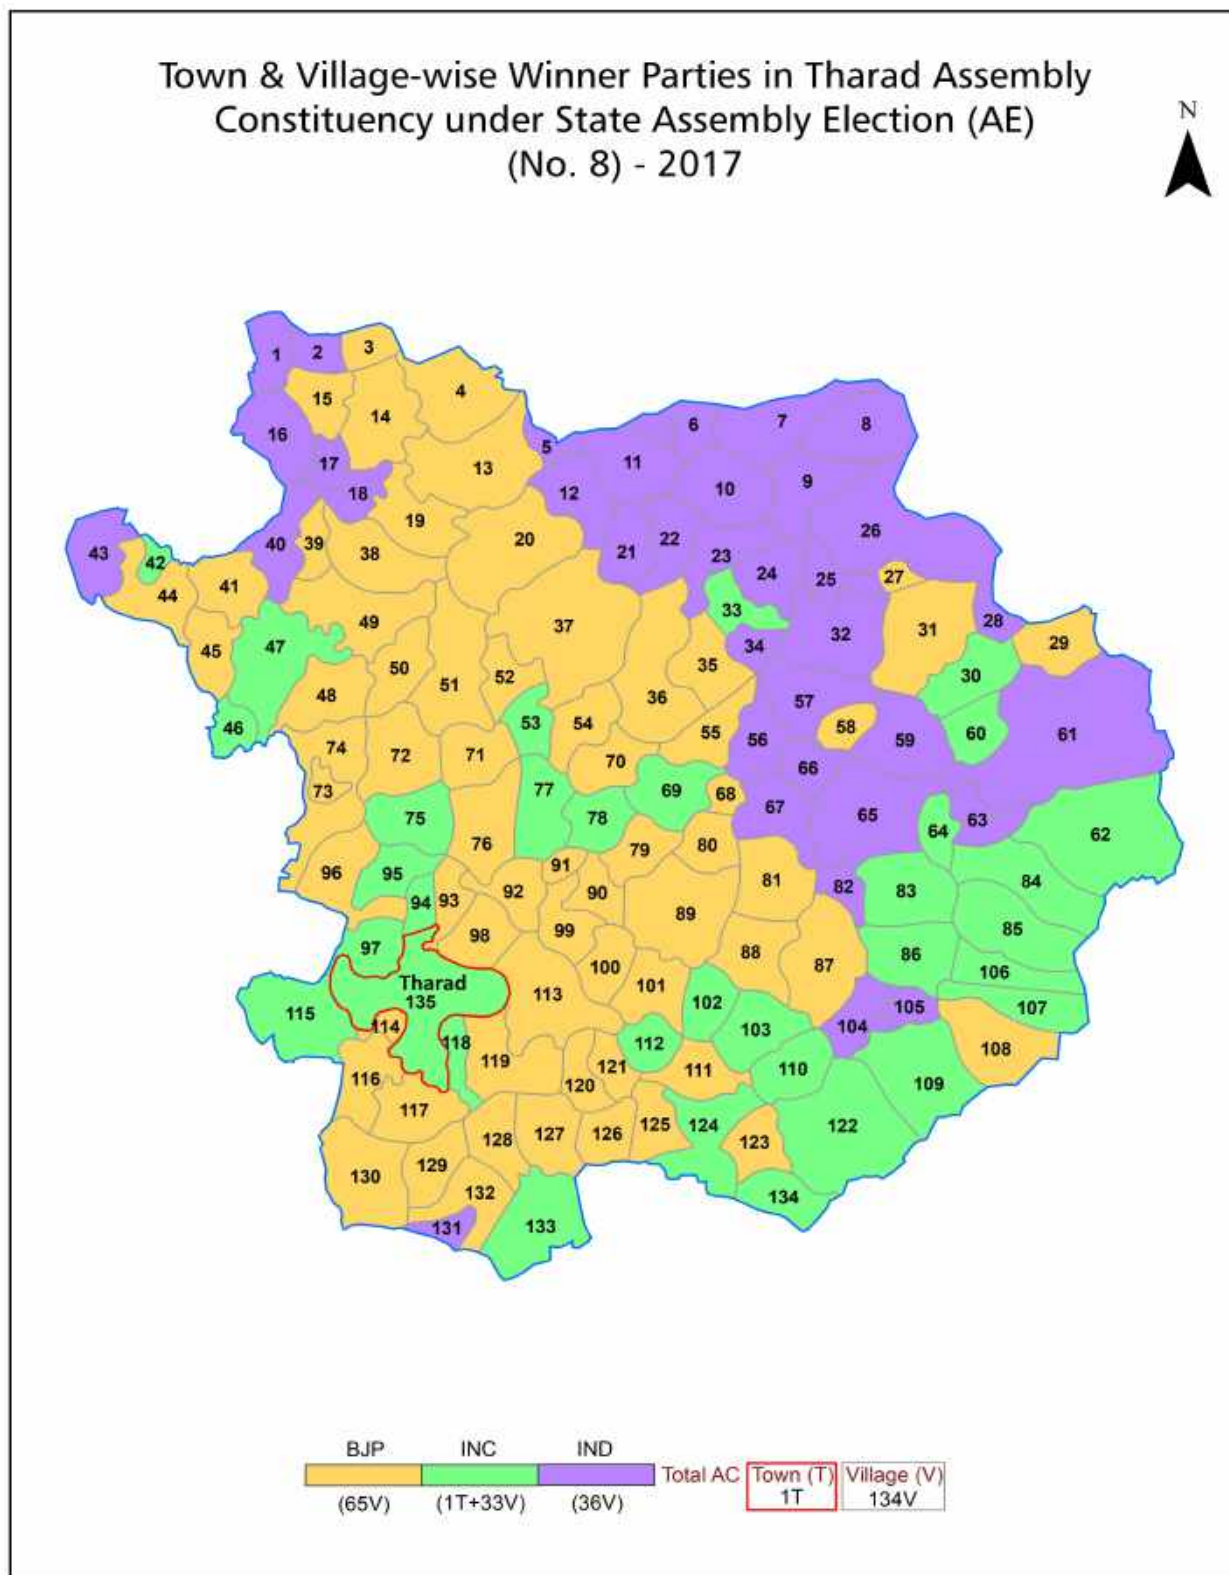 Town & Village-wise Winner Parties in Tharad Assembly
Constituency under State Assembly Election (AE)
(No. 8) - 2017
N
1 2 3
15 14 4
16 5 6 7 8
17 13 11
18 12 10 9
19 20 22 26
43 42 40 39 38 21 23
44 41 24 25 27
49 37 33 28
45 47 34 32 31 29
50 52 35 30
48 51 36 57
46 53 54 58 60 61
74 72 71 55 56 59
73 70 66
77 69 68 67
75 78 65 64 63 62
76 79 80
96 95 91 81 82 83 84
94 93 92 90
98 99 89 85
97 88 86
100 87 106
Tharad
135 113 101
115 102 105 107
114 118 112 103 104
119 121 108
116 120 111 110 109
117
128 127 126 125 124 123 122
130 129
132 134
131 133
BJP INC IND
Total AC Town (T) Village (V)
1T 134V
(65V) (1T+33V) (36V)